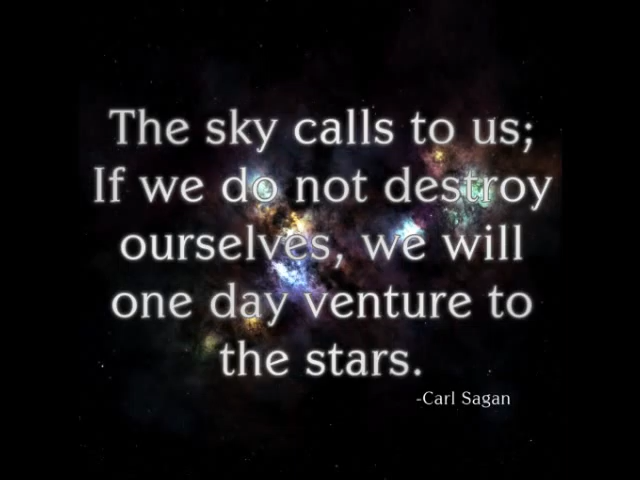 The sky calls to us;
If we do not destroy
ourselves, we will
one day venture to
the stars.
-Carl Sagan